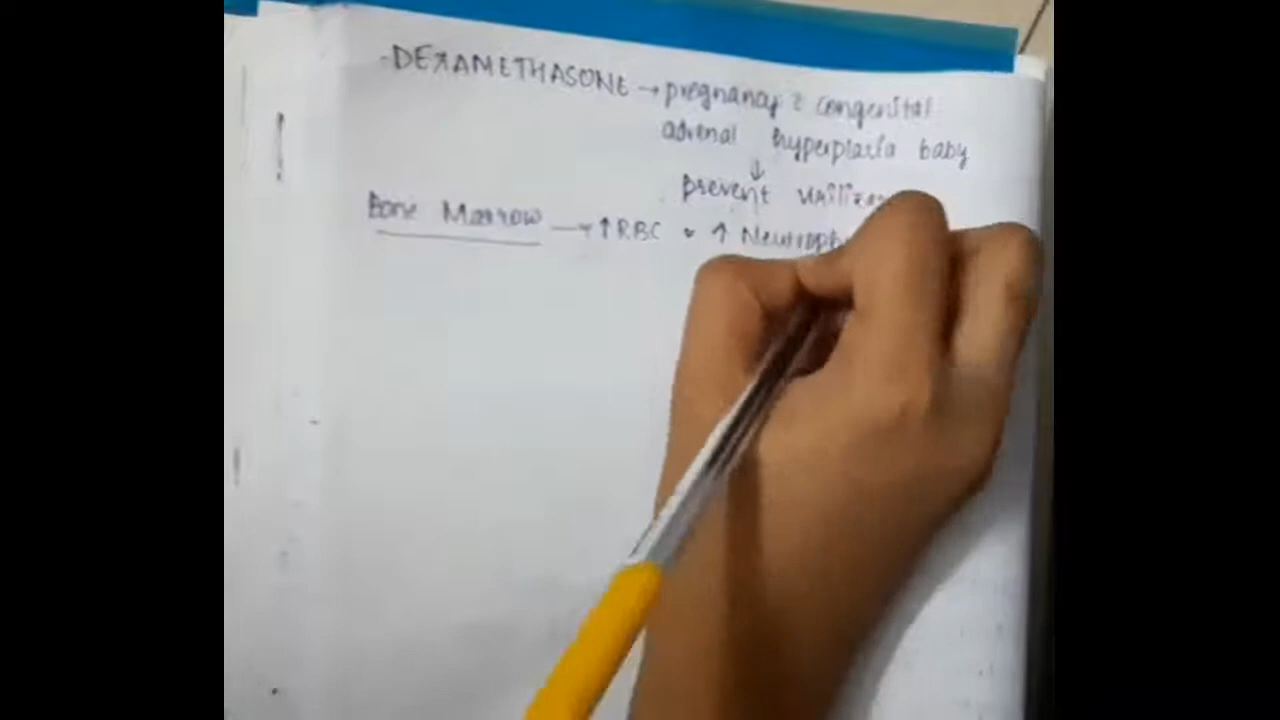 - DEXAMETHASONE → pregnancy c̄ congenital
adrenal hyperplasia baby
↓
Prevent
Bone Marrow → ↑ RBC ↑